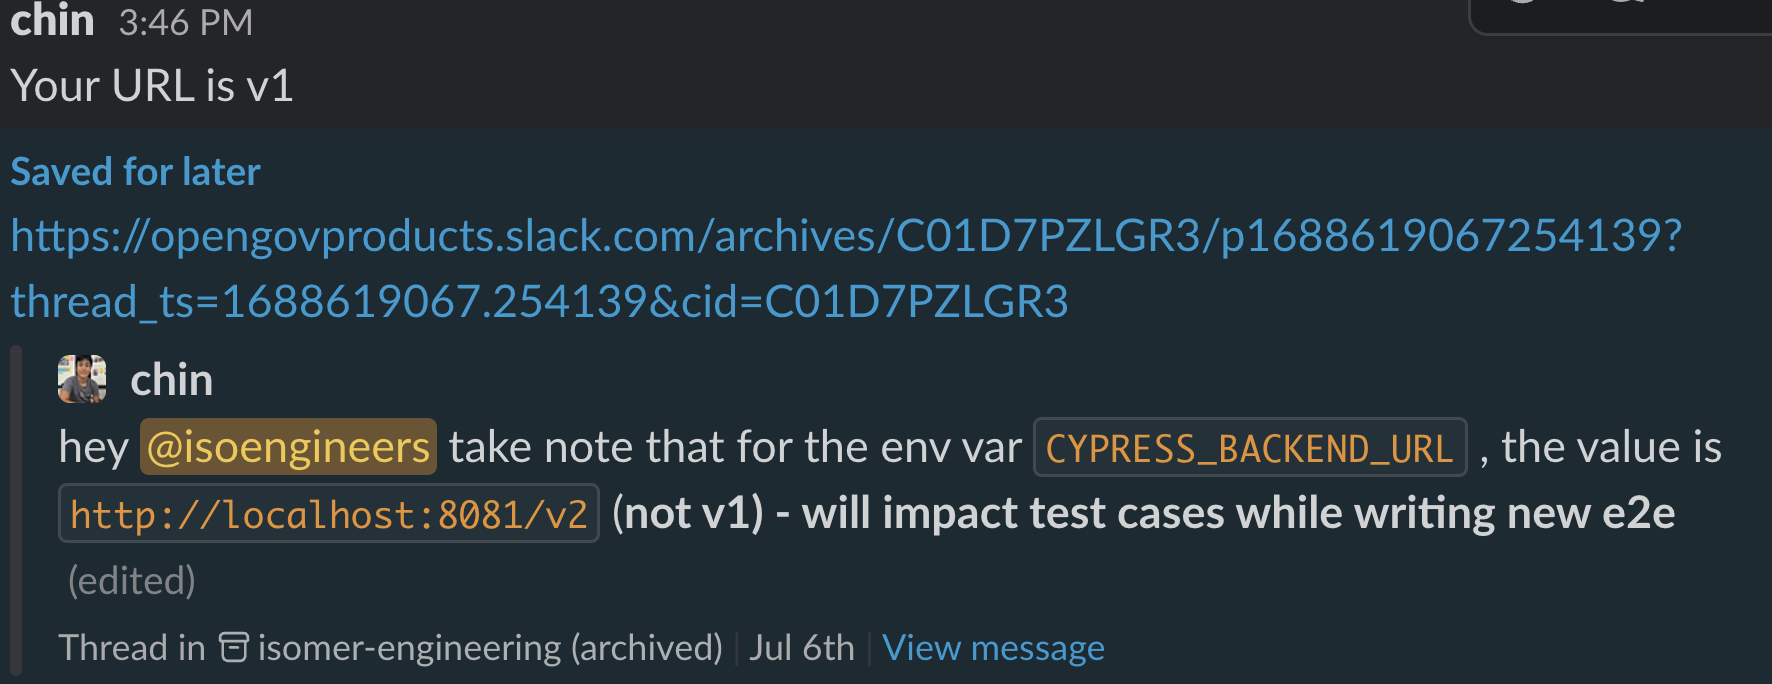 chin 3:46 PM
Your URL is v1
Saved for later
https://opengovproducts.slack.com/archives/C01D7PZLGR3/p1688619067254139?
thread_ts=1688619067.254139&cid=C01D7PZLGR3
chin
hey @isoengineers take note that for the env var CYPRESS_BACKEND_URL , the value is
http://localhost:8081/v2 (not v1) - will impact test cases while writing new e2e
(edited)
Thread in isomer-engineering (archived) | Jul 6th | View message